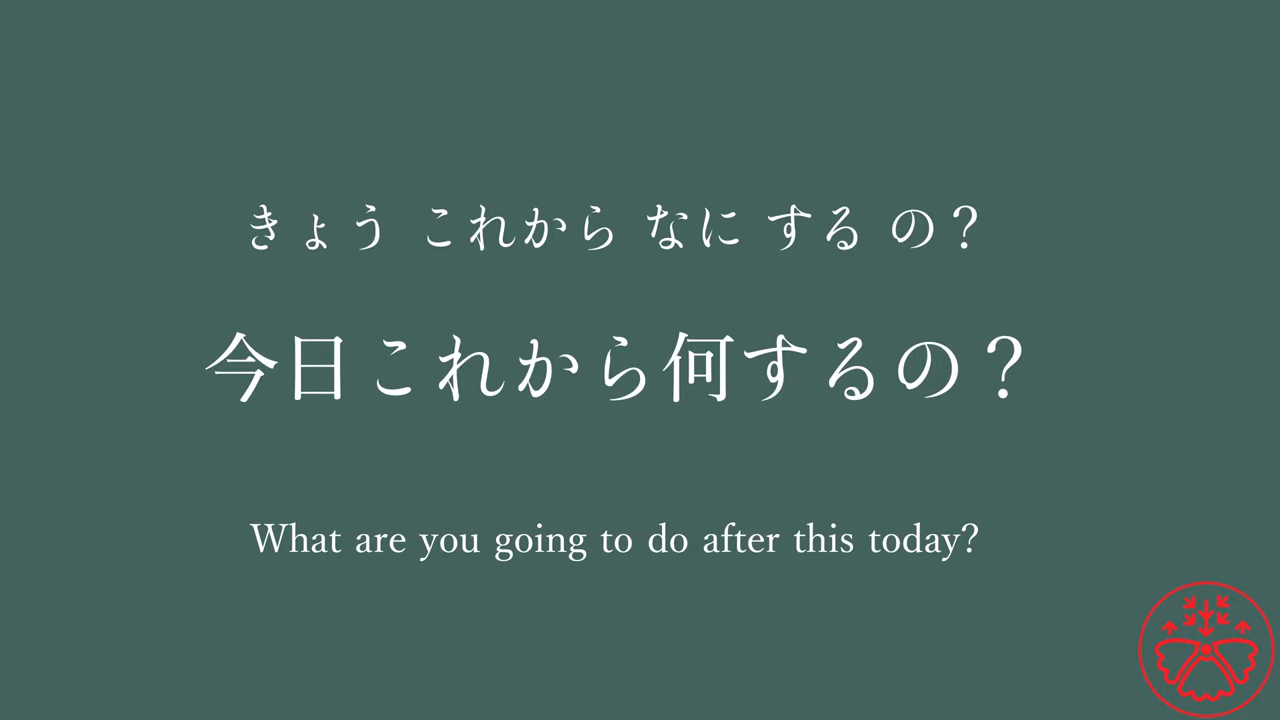 きょう これから なに する の？
今日これから何するの？
What are you going to do after this today?